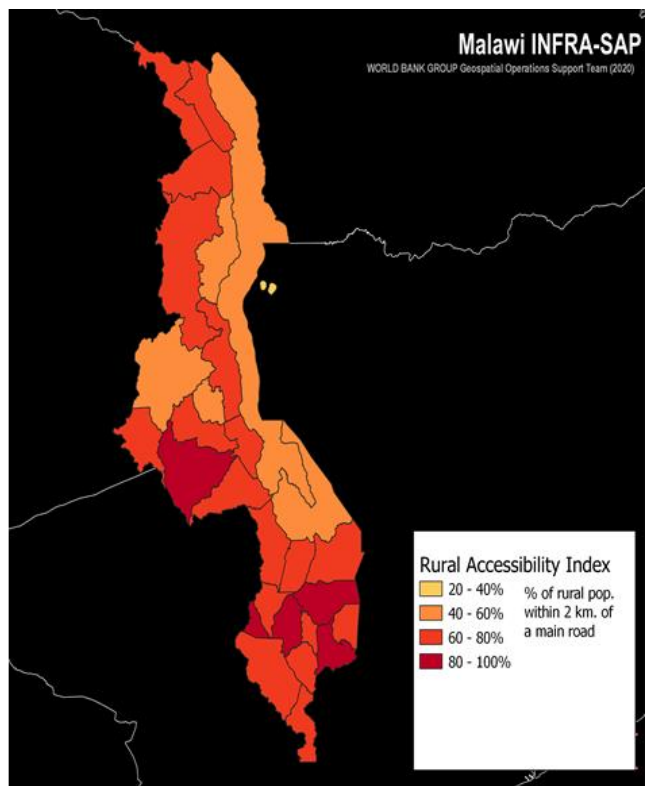 Malawi INFRA-SAP
WORLD BANK GROUP Geospatial Operations Support Team (2020)
Rural Accessibility Index
20 - 40%
40 - 60%
60 - 80%
80 - 100%
% of rural pop.
within 2 km. of
a main road